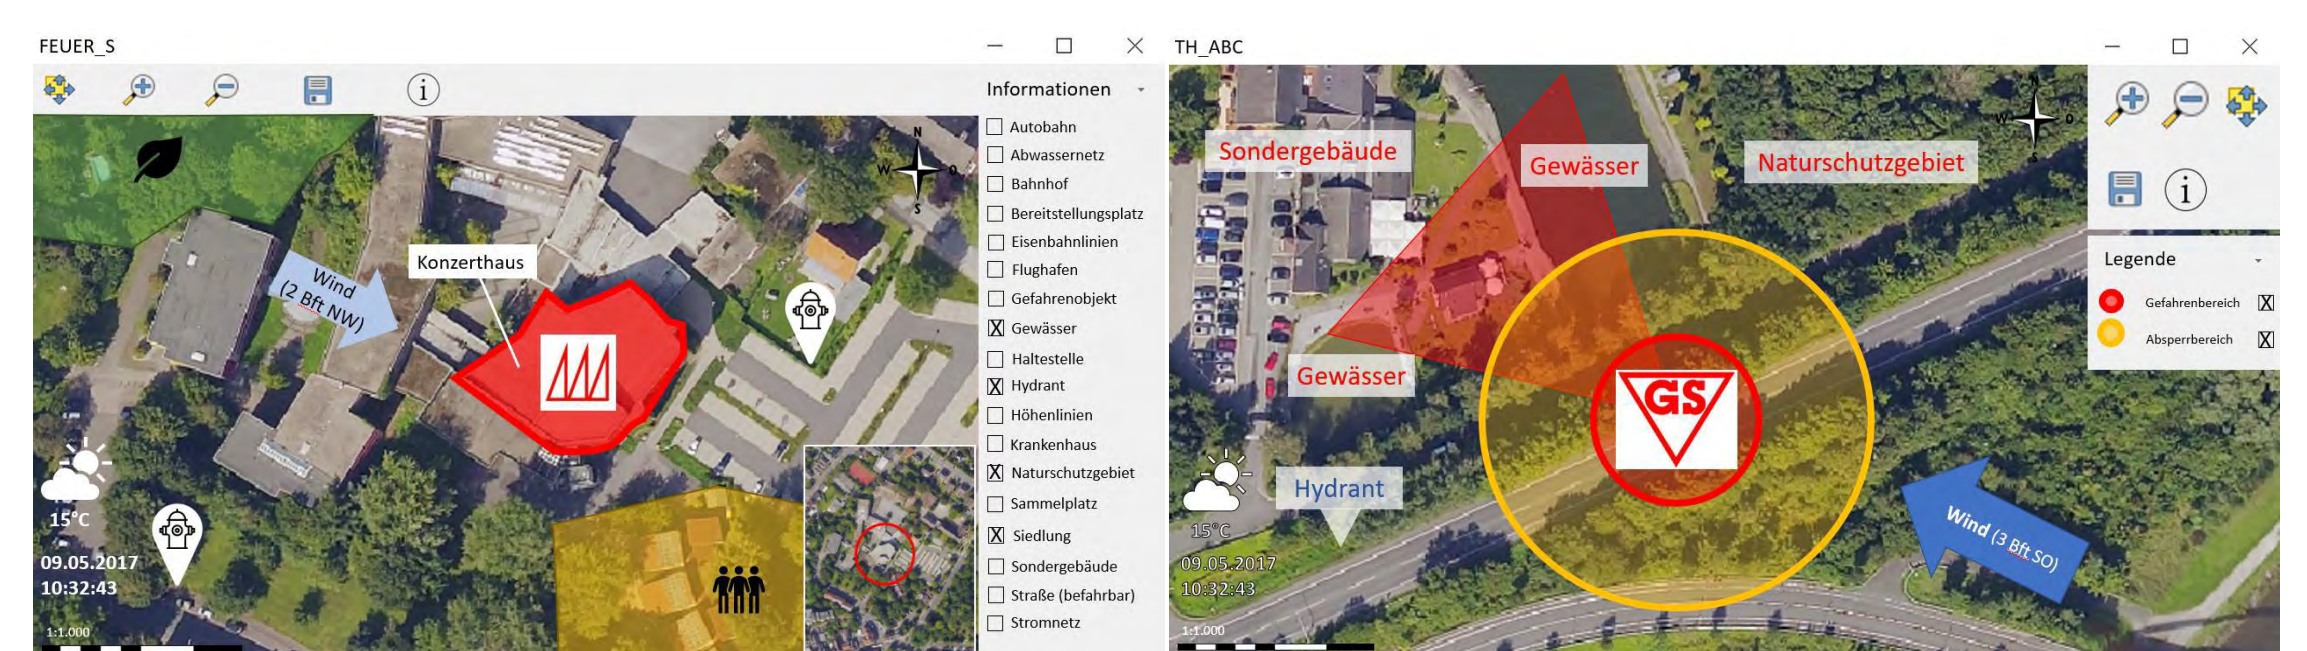 FEUER_S
Informationen
Autobahn
Abwassernetz
Bahnhof
Bereitstellungsplatz
Eisenbahnlinien
Flughafen
Gefahrenobjekt
X Gewässer
Haltestelle
X Hydrant
Höhenlinien
Krankenhaus
X Naturschutzgebiet
Sammelplatz
X Siedlung
Sondergebäude
Straße (befahrbar)
Stromnetz
N
W O
S
Konzerthaus
Wind
(2 Bft NW)
15°C
09.05.2017
10:32:43
1:1.000
TH_ABC
Sondergebäude
Gewässer
Naturschutzgebiet
N
W O
S
Gewässer
GS
Hydrant
Wind (3 Bft SO)
15°C
09.05.2017
10:32:43
1:1.000
Legende
Gefahrenbereich X
Absperrbereich X